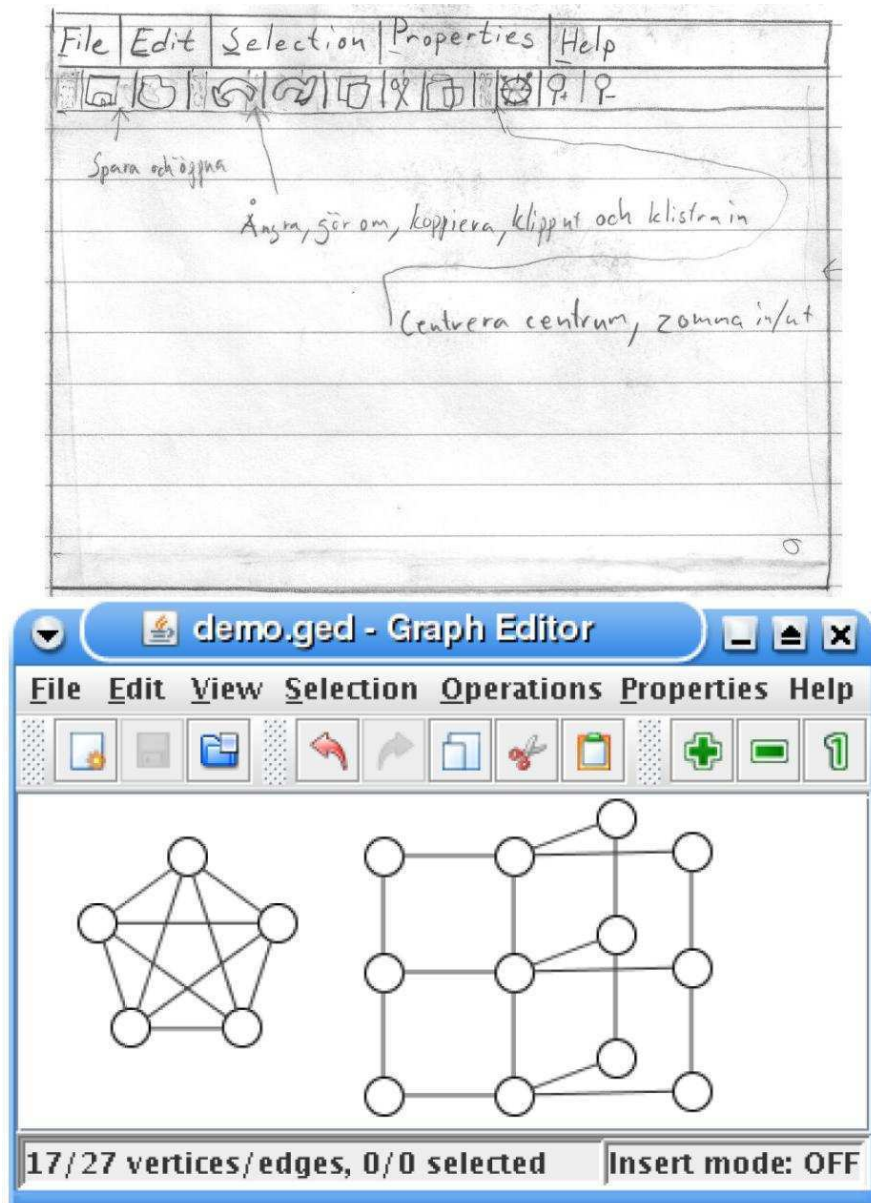 File Edit Selection Properties Help
Spara och öppna
Ångra, gör om, koppiera, klipp ut och klistra in
Centrera centrum, zomma in/ut
demo.ged - Graph Editor
File Edit View Selection Operations Properties Help
1
17/27 vertices/edges, 0/0 selected Insert mode: OFF